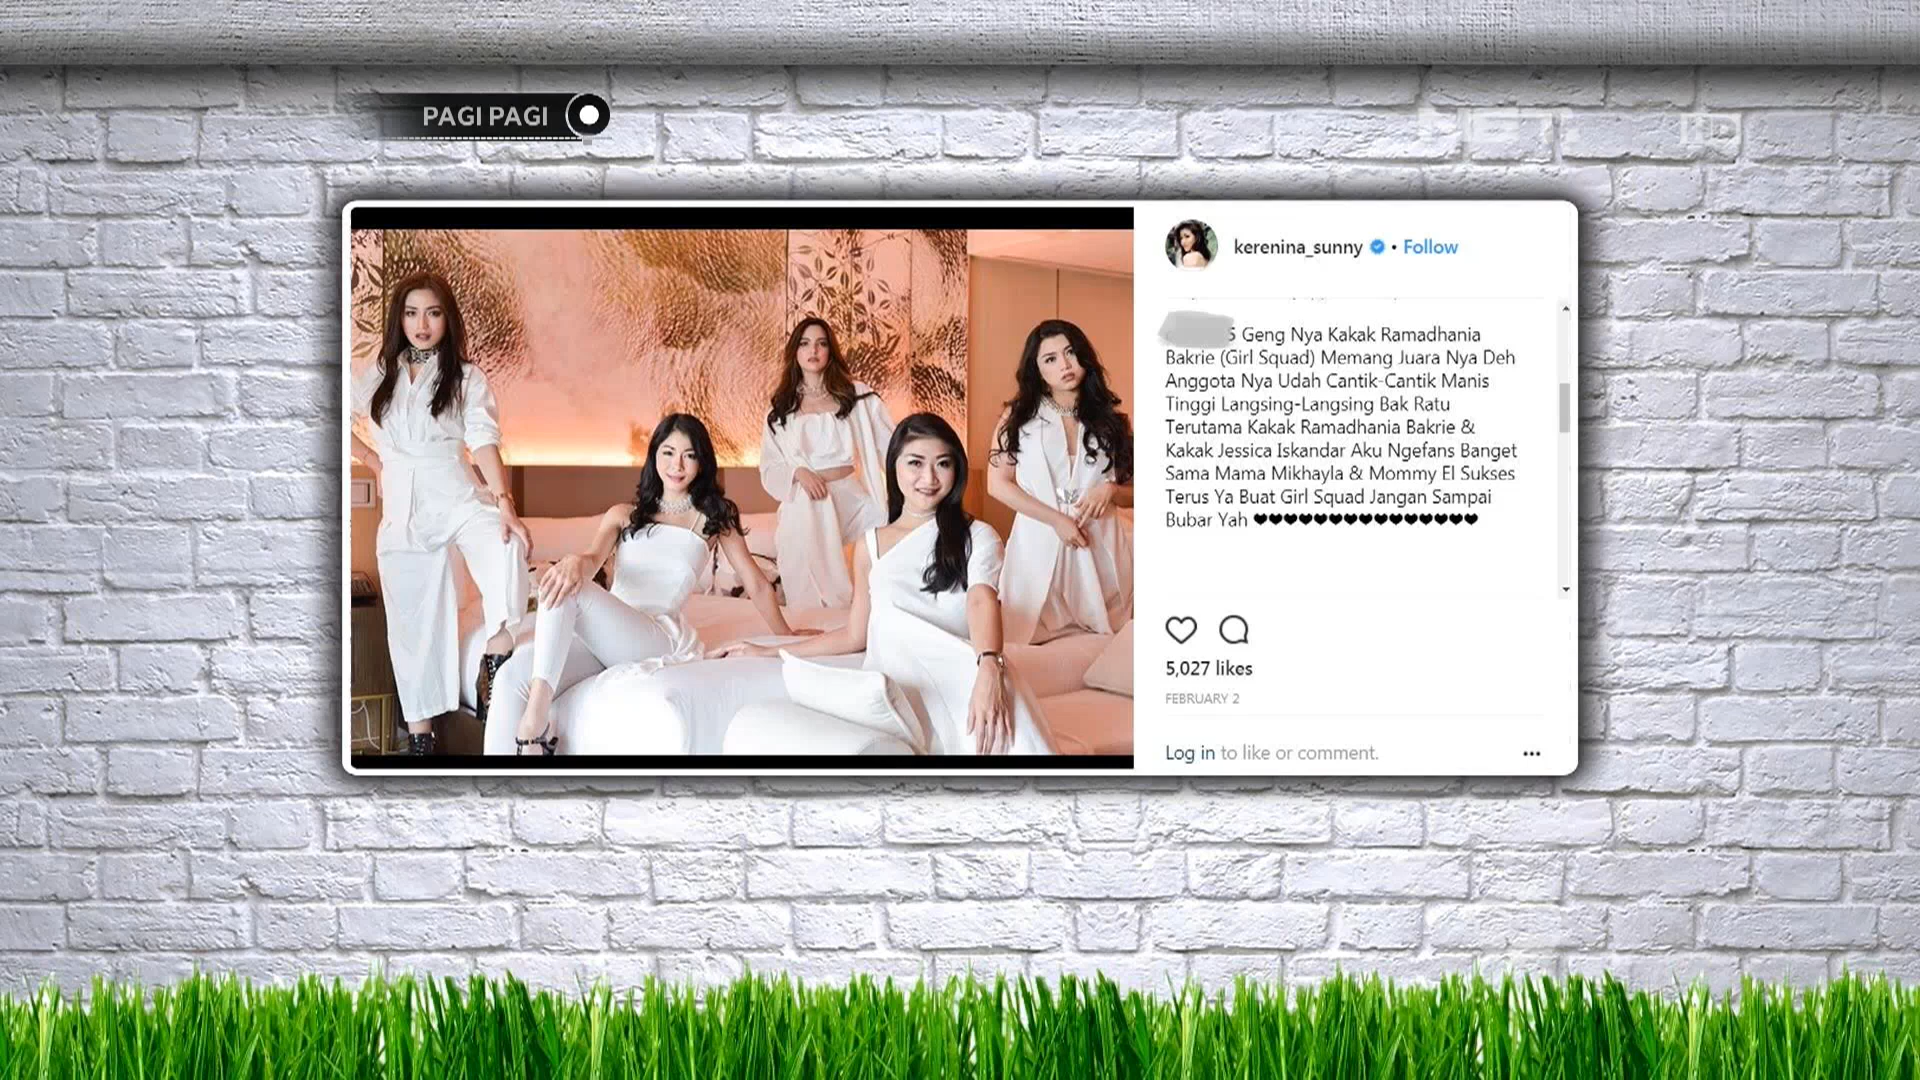 PAGI PAGI
NET.
HD
kerenina_sunny • Follow
5 Geng Nya Kakak Ramadhania
Bakrie (Girl Squad) Memang Juara Nya Deh
Anggota Nya Udah Cantik-Cantik Manis
Tinggi Langsing-Langsing Bak Ratu
Terutama Kakak Ramadhania Bakrie &
Kakak Jessica Iskandar Aku Ngefans Banget
Sama Mama Mikhayla & Mommy El Sukses
Terus Ya Buat Girl Squad Jangan Sampai
Bubar Yah ❤❤❤❤❤❤❤❤❤❤❤❤❤❤❤
5,027 likes
FEBRUARY 2
Log in to like or comment.